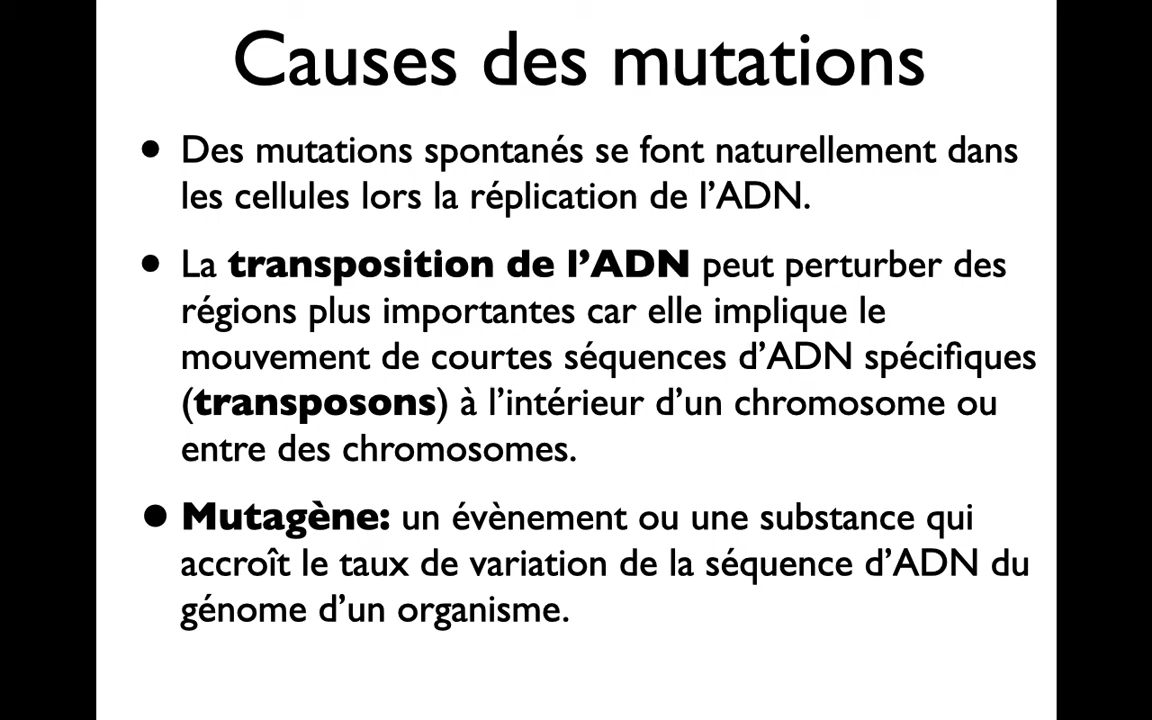 Causes des mutations
• Des mutations spontanés se font naturellement dans
les cellules lors la réplication de l’ADN.
• La transposition de l’ADN peut perturber des
régions plus importantes car elle implique le
mouvement de courtes séquences d’ADN spécifiques
(transposons) à l’intérieur d’un chromosome ou
entre des chromosomes.
• Mutagène: un évènement ou une substance qui
accroît le taux de variation de la séquence d’ADN du
génome d’un organisme.